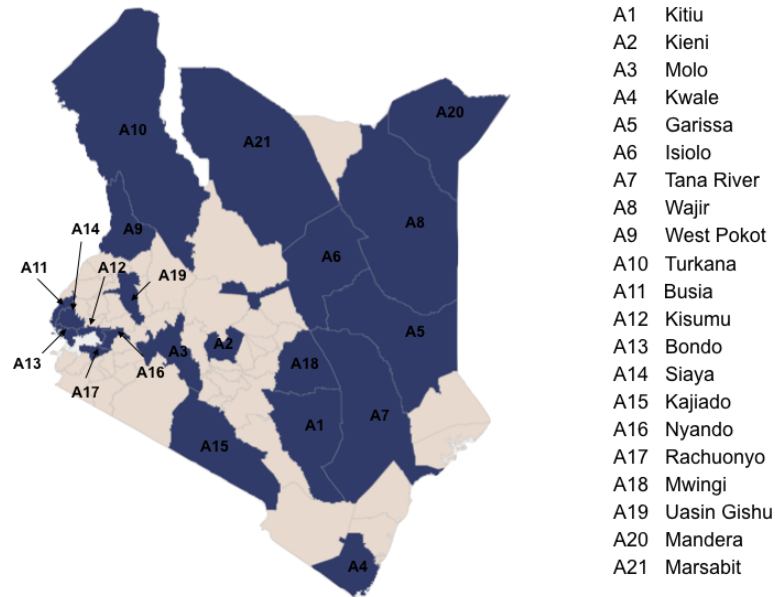 A20
A10
A21
A8
A14
A9
A11
A12
A19
A6
A5
A3
A2
A18
A13
A16
A17
A7
A1
A15
A4
A1 Kitiu
A2 Kieni
A3 Molo
A4 Kwale
A5 Garissa
A6 Isiolo
A7 Tana River
A8 Wajir
A9 West Pokot
A10 Turkana
A11 Busia
A12 Kisumu
A13 Bondo
A14 Siaya
A15 Kajiado
A16 Nyando
A17 Rachuonyo
A18 Mwingi
A19 Uasin Gishu
A20 Mandera
A21 Marsabit